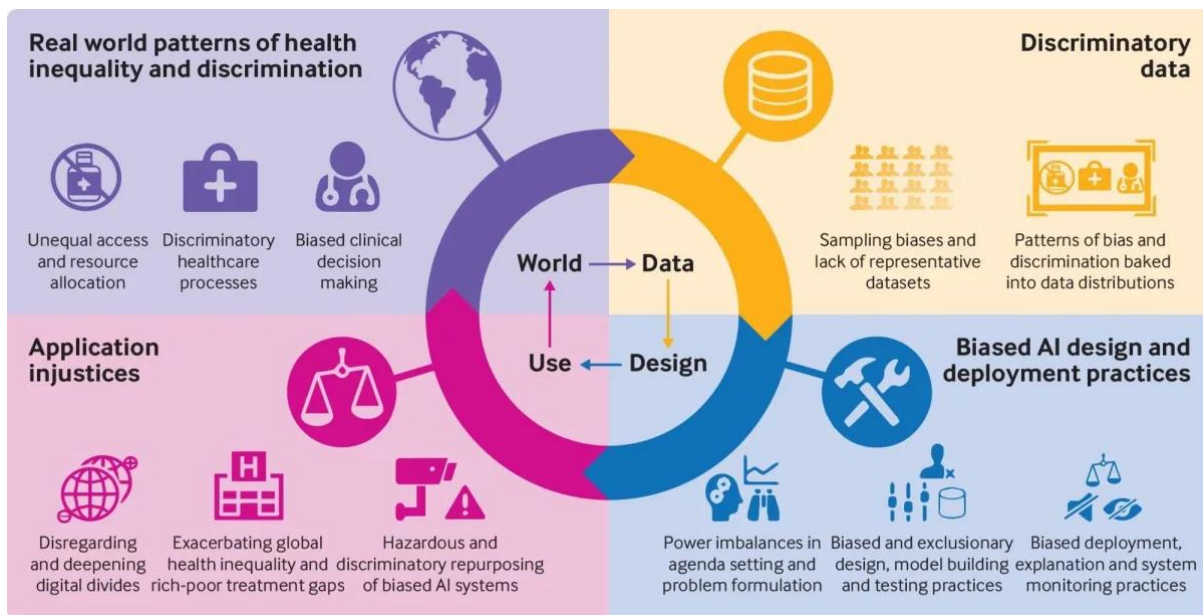 Real world patterns of health
inequality and discrimination
Unequal access
and resource
allocation
Discriminatory
healthcare
processes
Biased clinical
decision
making
Discriminatory
data
Sampling biases and
lack of representative
datasets
Patterns of bias and
discrimination baked
into data distributions
World
Data
Use
Design
Application
injustices
H
Disregarding
and deepening
digital divides
Exacerbating global
health inequality and
rich-poor treatment gaps
Hazardous and
discriminatory repurposing
of biased AI systems
Biased AI design and
deployment practices
Power imbalances in
agenda setting and
problem formulation
Biased and exclusionary
design, model building
and testing practices
Biased deployment,
explanation and system
monitoring practices